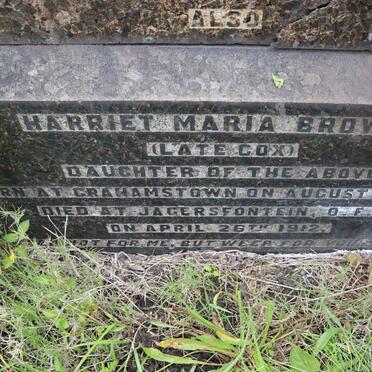 ALSO
HARRIET MARIA BROW
(LATE COX)
DAUGHTER OF THE ABOVE
RN AT GRAHAMSTOWN ON AUGUST
DIED AT JAGERSFONTEIN, O. F.
ON APRIL 26TH 1912.
NOT FOR ME, BUT WEEP FOR